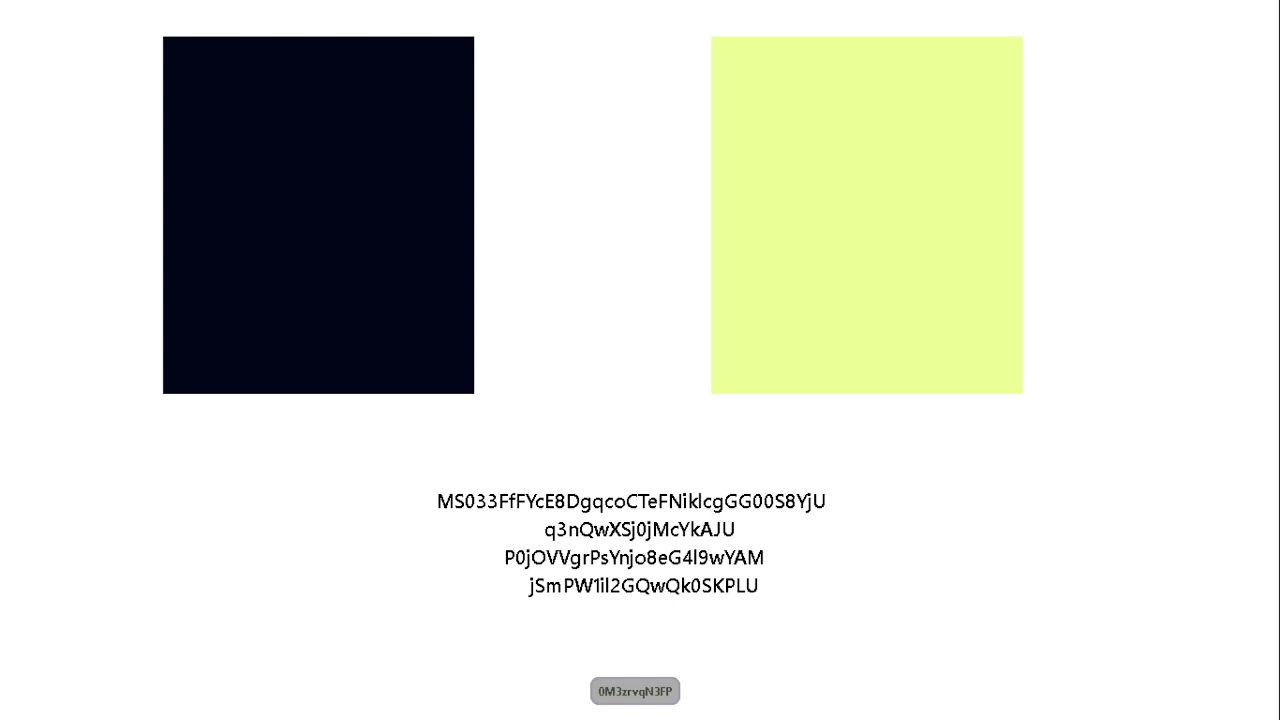 MS033FfFYcE8DgqcoCTeFNiklcgGG00S8YjU
q3nQwXSj0jMcYkAJU
P0jOVVgrPsYnjo8eG4l9wYAM
jSmPW1il2GQwQk0SKPLU
0M3zrvqN3FP